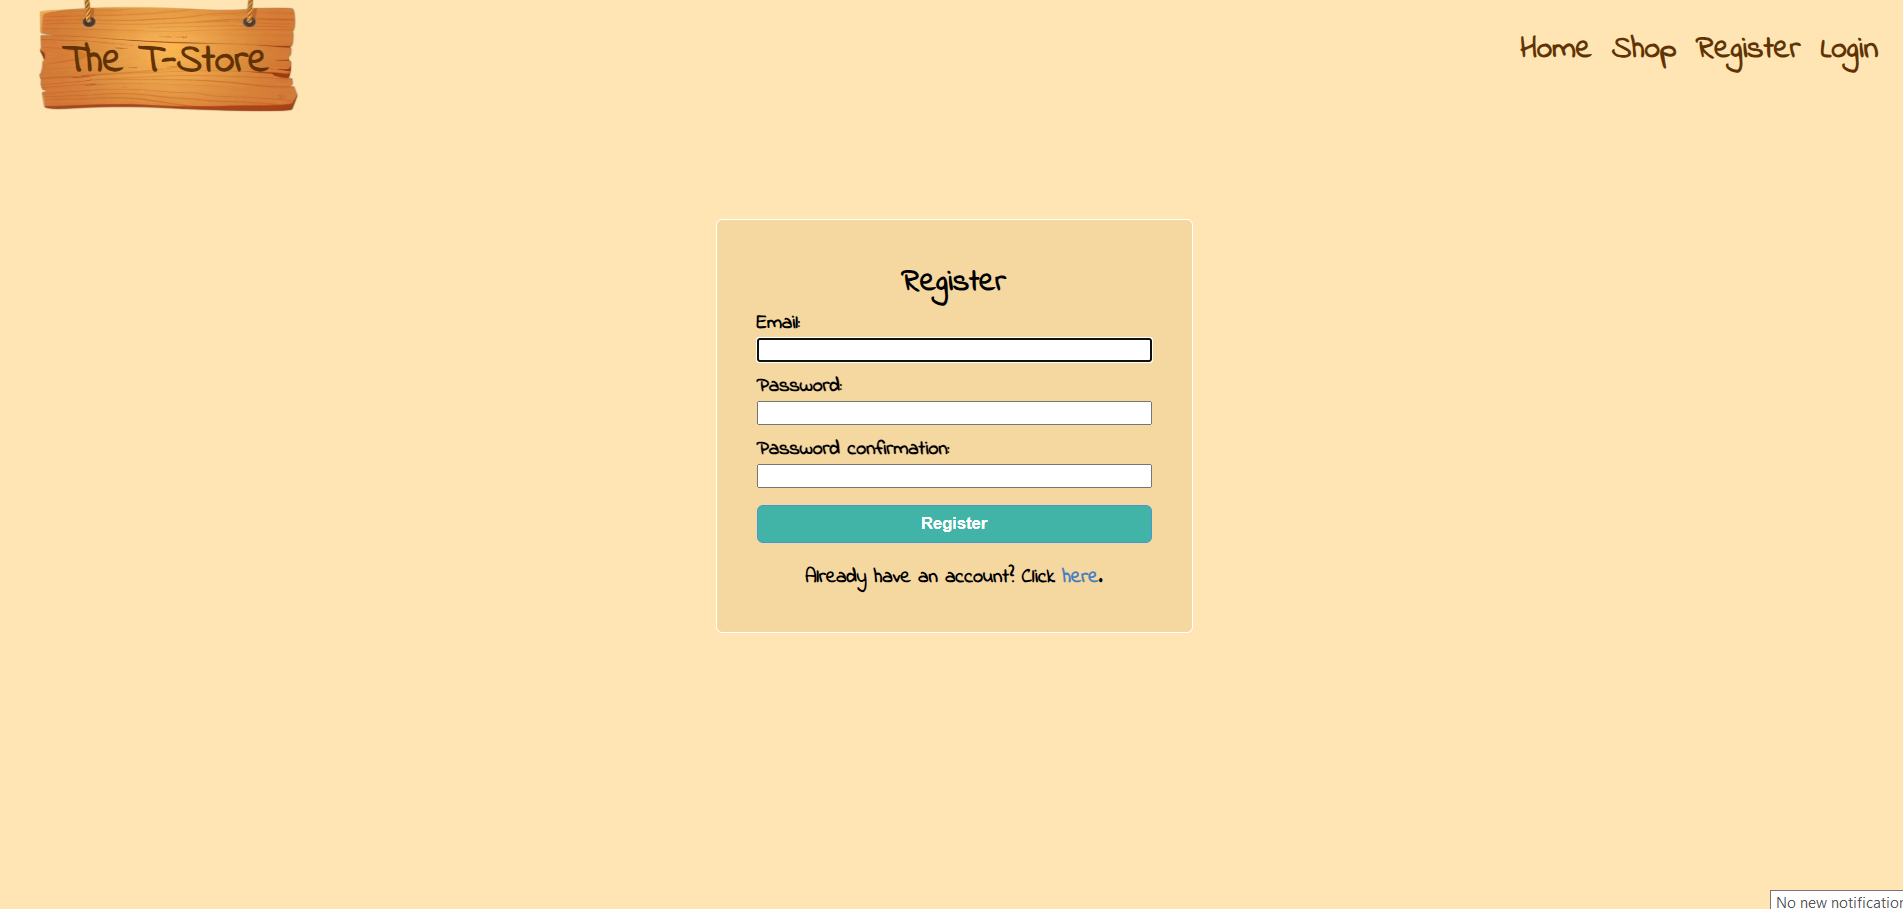 The T-Store
Home Shop Register Login
Register
Email:
Password:
Password confirmation:
Register
Already have an account? Click here.
No new notification